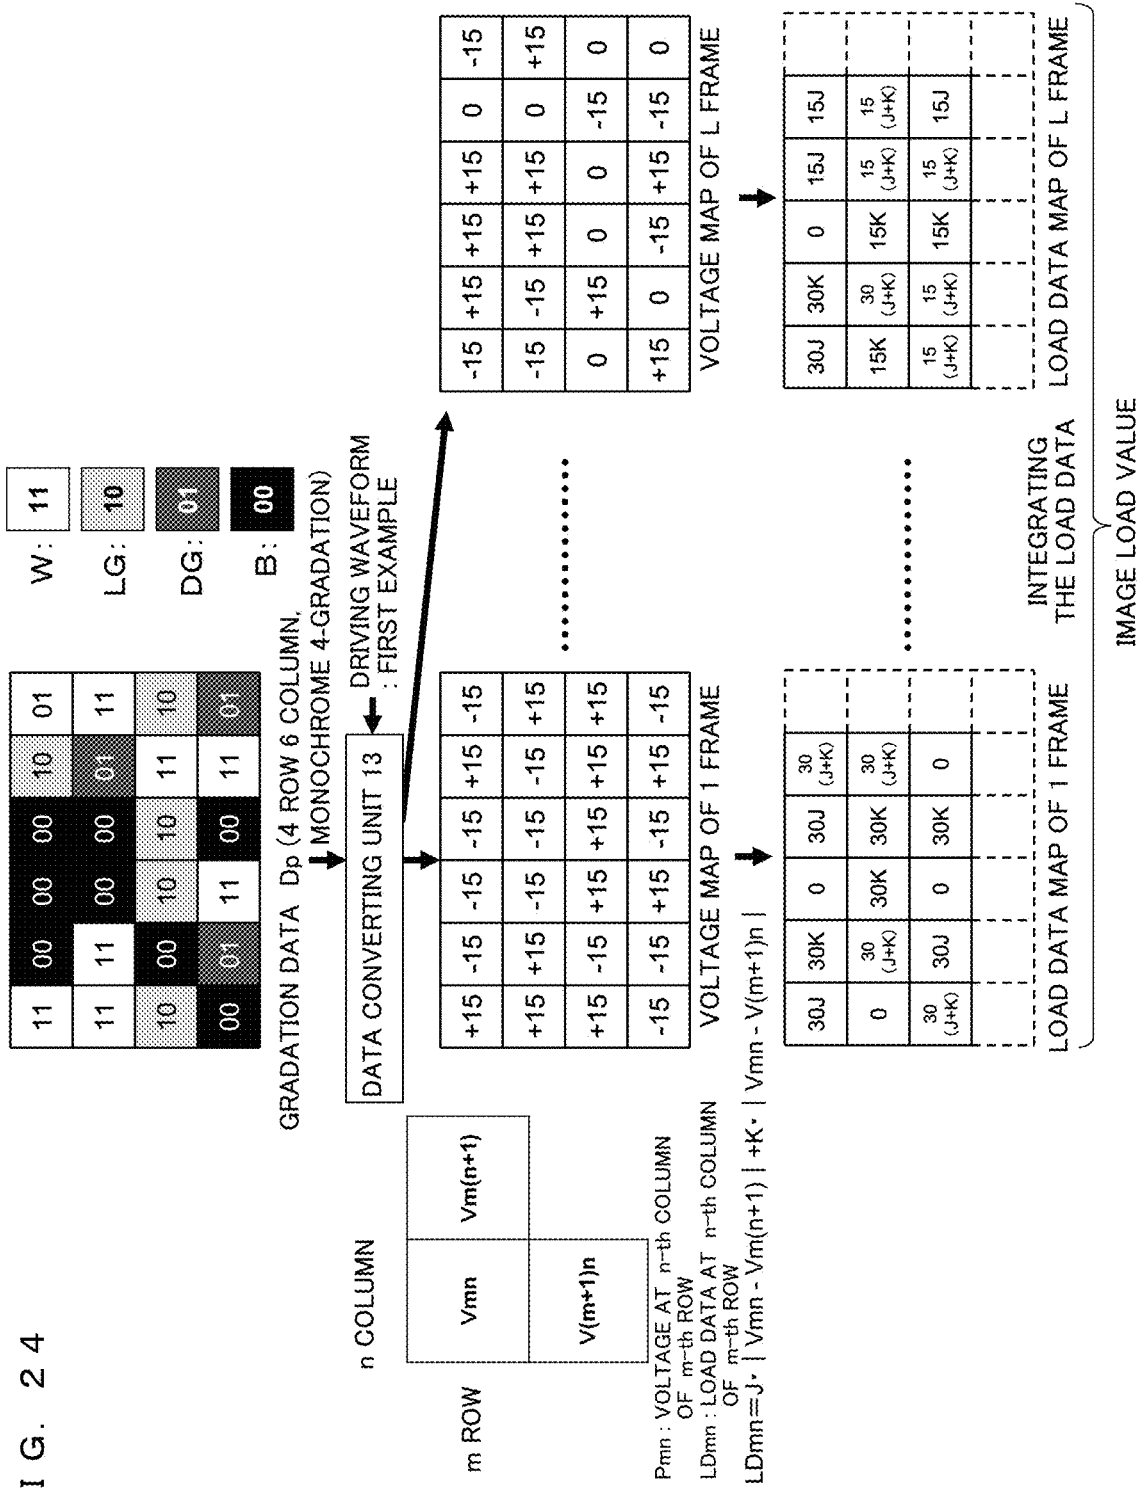 I G. 2 4
11 00 00 00 10 01
11 11 00 00 01 11
10 00 10 10 11 10
00 01 11 00 11 01
GRADATION DATA Dp (4 ROW 6 COLUMN,
MONOCHROME 4-GRADATION)
W: 11
LG: 10
DG: 01
B: 00
DATA CONVERTING UNIT 13
DRIVING WAVEFORM
: FIRST EXAMPLE
n COLUMN
m ROW
Vmn Vm(n+1)
V(m+1)n
Pmn : VOLTAGE AT n-th COLUMN
OF m-th ROW
LDmn : LOAD DATA AT n-th COLUMN
OF m-th ROW
LDmn=J・| Vmn - Vm(n+1) | +K・| Vmn - V(m+1)n |
+15 -15 -15 -15 +15 -15
+15 +15 -15 -15 -15 +15
+15 -15 +15 +15 +15 +15
-15 -15 +15 -15 +15 -15
VOLTAGE MAP OF 1 FRAME
-15 +15 +15 +15 0 -15
-15 -15 +15 +15 0 +15
0 +15 0 0 -15 0
+15 0 -15 +15 -15 0
VOLTAGE MAP OF L FRAME
30J 30K 0 30J 30 (J+K)
0 30 (J+K) 30K 30K 30 (J+K)
30 (J+K) 30J 0 30K 0
LOAD DATA MAP OF 1 FRAME
30J 30K 0 15J 15J
15K 30 (J+K) 15K 15 (J+K) 15 (J+K)
15 (J+K) 15 (J+K) 15K 15 (J+K) 15J
LOAD DATA MAP OF L FRAME
INTEGRATING
THE LOAD DATA
IMAGE LOAD VALUE